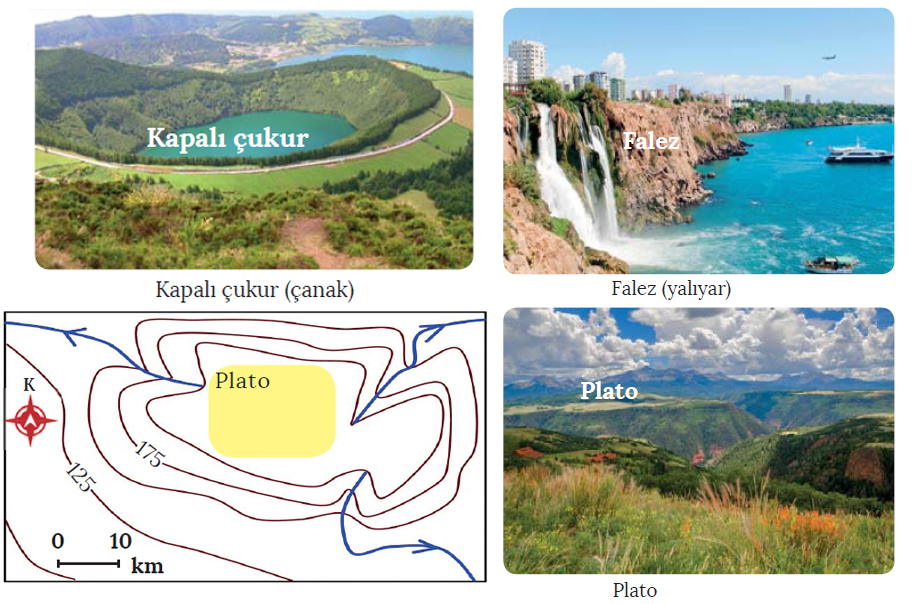 Kapalı çukur
Falez
Kapalı çukur (çanak)
Falez (yalıyar)
Plato
K
175
125
0 10
km
Plato
Plato